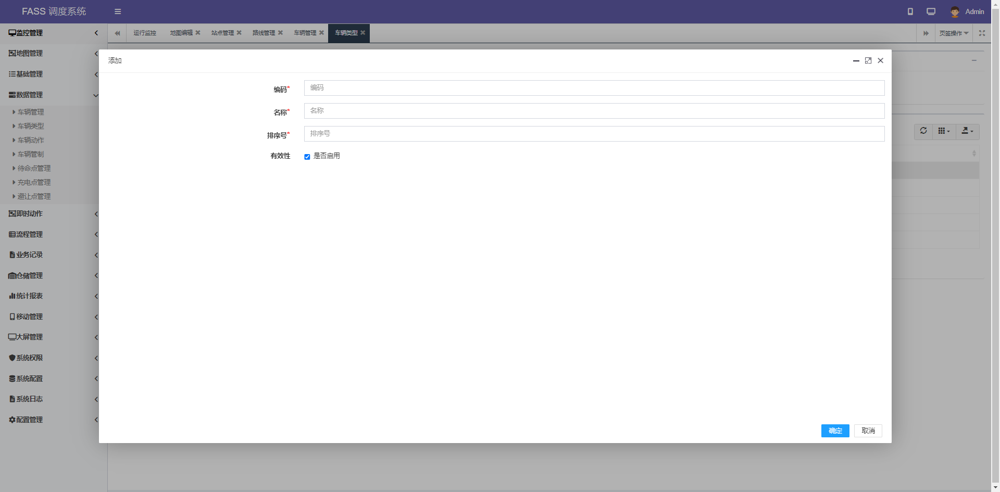 FASS 调度系统
Admin
监控管理
运行监控
地图编辑
站点管理
路线管理
车辆管理
车辆类型
页签操作
地图管理
基础管理
数据管理
车辆管理
车辆类型
车辆动作
车辆管制
待命点管理
充电点管理
避让点管理
即时动作
流程管理
业务记录
仓储管理
统计报表
移动管理
大屏管理
系统权限
系统配置
系统日志
配置管理
添加
编码*
编码
名称*
名称
排序号*
排序号
有效性
是否启用
确定
取消